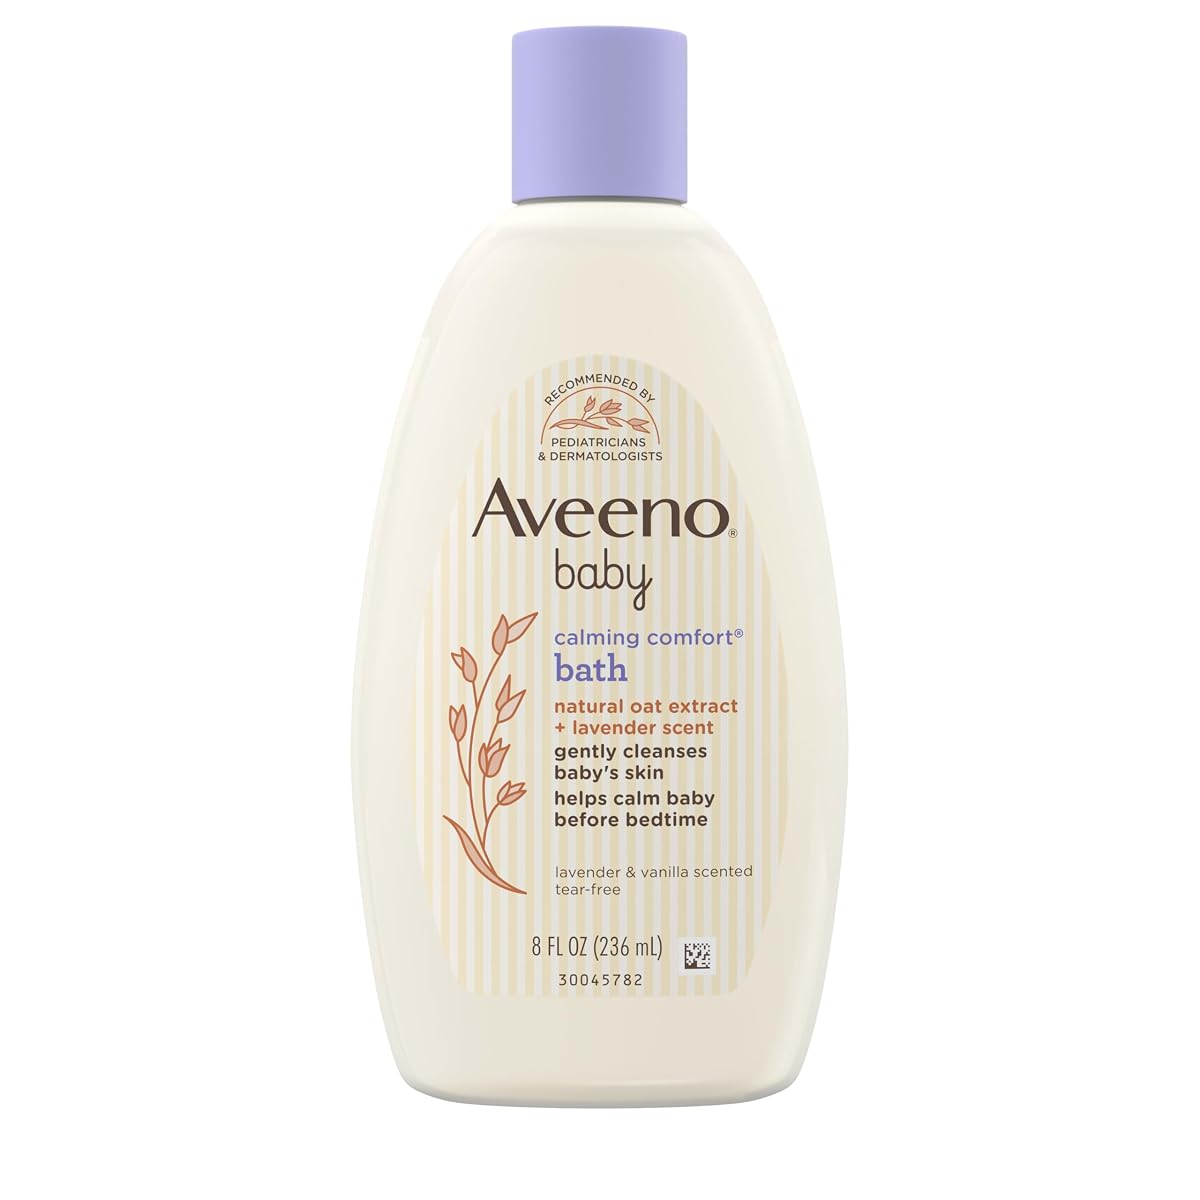 RECOMMENDED BY
PEDIATRICIANS
& DERMATOLOGISTS
Aveeno®
baby
calming comfort®
bath
natural oat extract
+ lavender scent
gently cleanses
baby's skin
helps calm baby
before bedtime
lavender & vanilla scented
tear-free
8 FL OZ (236 mL)
30045782